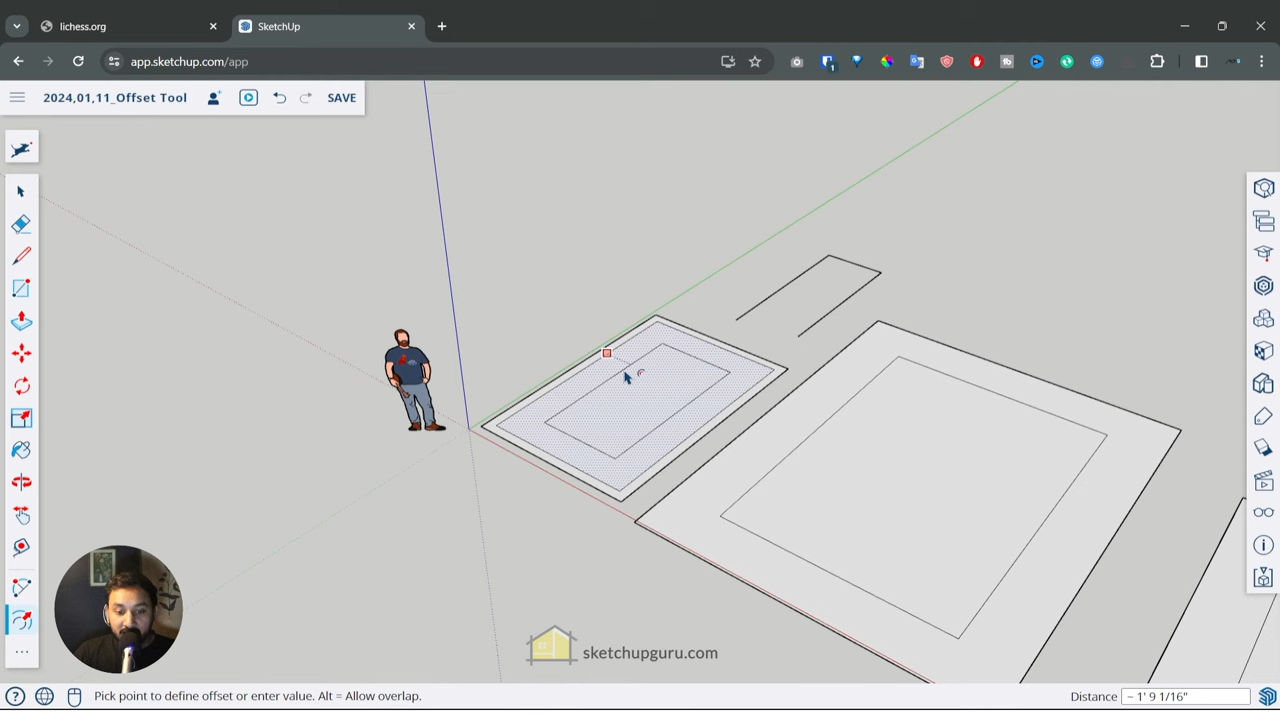 lichess.org
SketchUp
app.sketchup.com/app
1
2024,01,11_Offset Tool
SAVE
sketchupguru.com
Pick point to define offset or enter value. Alt = Allow overlap.
Distance
~ 1' 9 1/16"